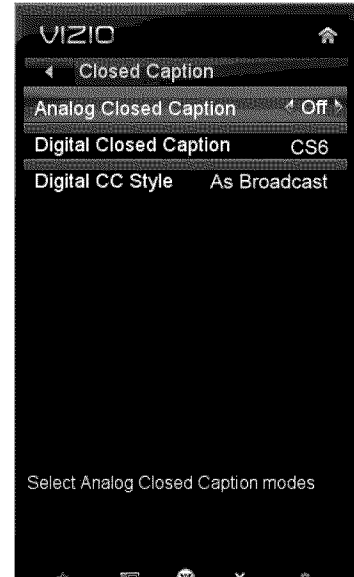 VIZIO
Closed Caption
Analog Closed Caption Off
Digital Closed Caption CS6
Digital CC Style As Broadcast
Select Analog Closed Caption modes